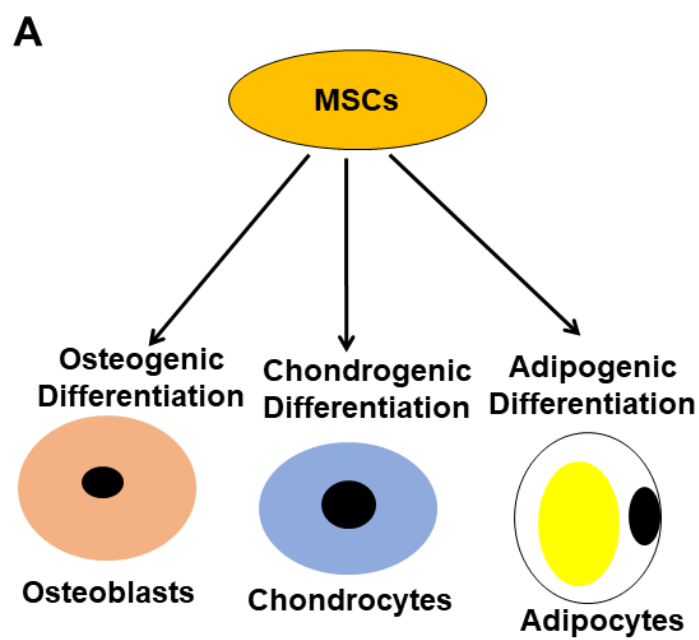 A
MSCs
Osteogenic
Differentiation
Chondrogenic
Differentiation
Adipogenic
Differentiation
Osteoblasts
Chondrocytes
Adipocytes